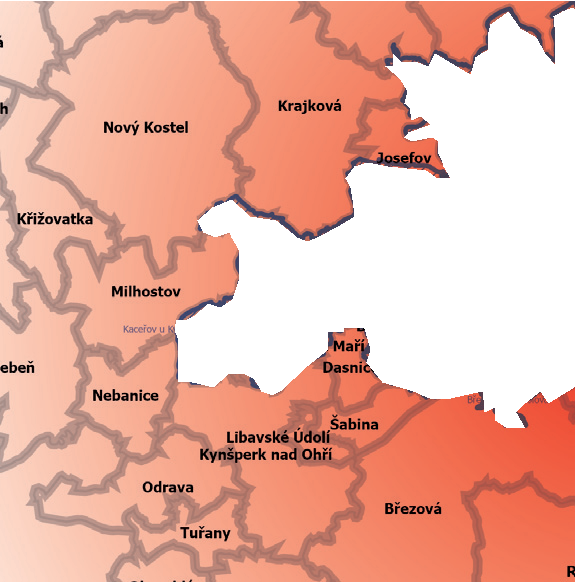 Krajková
Nový Kostel
Josefov
Křižovatka
Milhostov
Kaceřov u K
Maří
ebeň
Dasnic
Nebanice
Šabina
Libavské Údolí
Kynšperk nad Ohří
Odrava
Březová
Tuřany
R